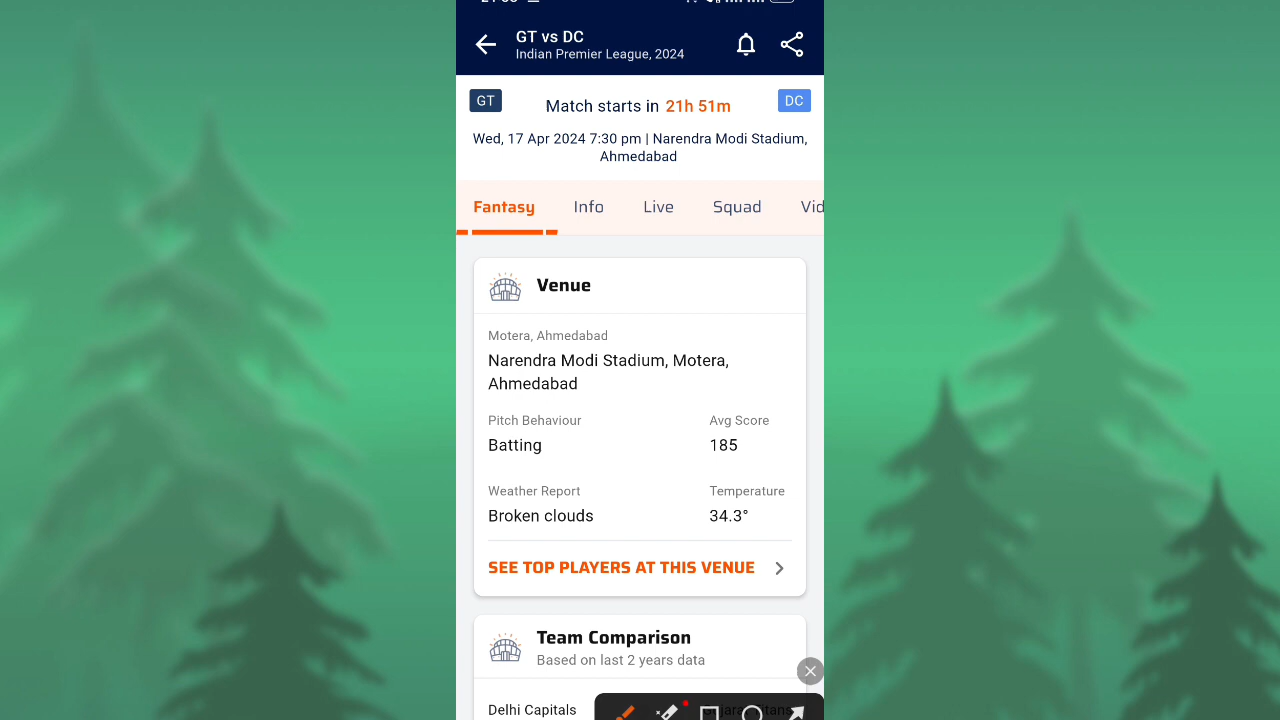 GT vs DC
Indian Premier League, 2024
GT
Match starts in 21h 51m
DC
Wed, 17 Apr 2024 7:30 pm | Narendra Modi Stadium,
Ahmedabad
Fantasy Info Live Squad Vid
Venue
Motera, Ahmedabad
Narendra Modi Stadium, Motera,
Ahmedabad
Pitch Behaviour Avg Score
Batting 185
Weather Report Temperature
Broken clouds 34.3°
SEE TOP PLAYERS AT THIS VENUE
Team Comparison
Based on last 2 years data
Delhi Capitals